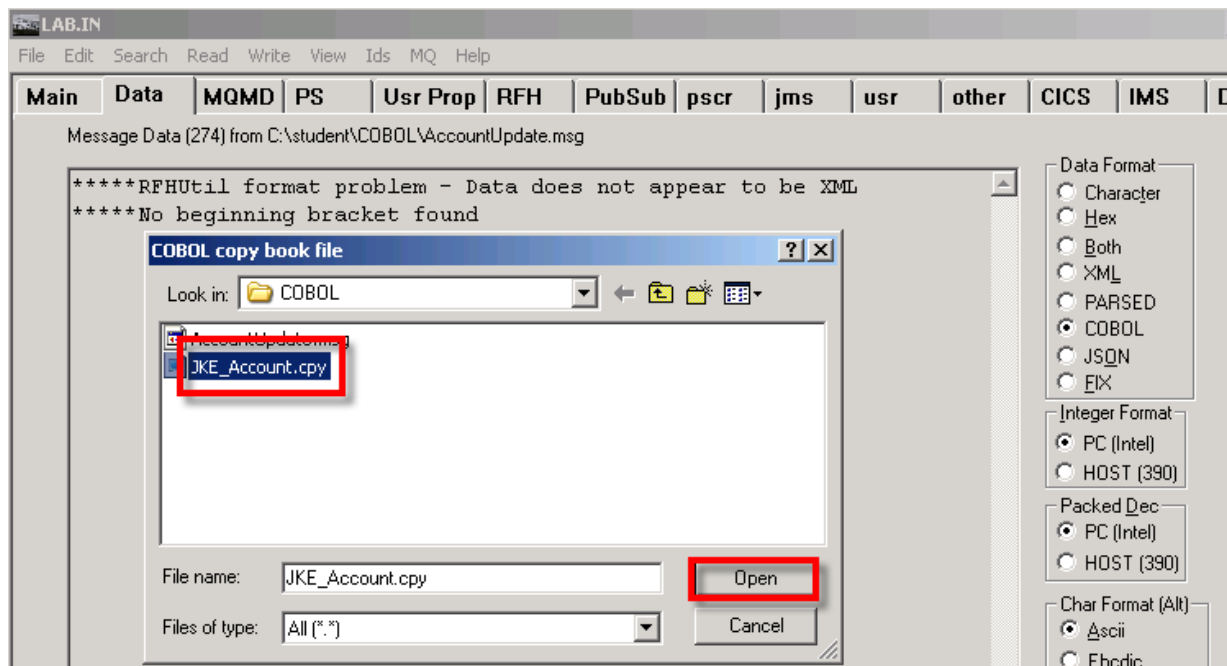 LAB.IN
File Edit Search Read Write View Ids MQ Help
Main Data MQMD PS Usr Prop RFH PubSub pscr jms usr other CICS IMS
Message Data (274) from C:\student\COBOL\AccountUpdate.msg
*****RFHUtil format problem - Data does not appear to be XML
*****No beginning bracket found
COBOL copy book file
Look in: COBOL
AccountUpdate.msg
JKE_Account.cpy
File name: JKE_Account.cpy
Open
Files of type: All (*.*)
Cancel
Data Format
Character
Hex
Both
XML
PARSED
COBOL
JSON
FIX
Integer Format
PC (Intel)
HOST (390)
Packed Dec
PC (Intel)
HOST (390)
Char Format (Alt)
Ascii
Ebcdic